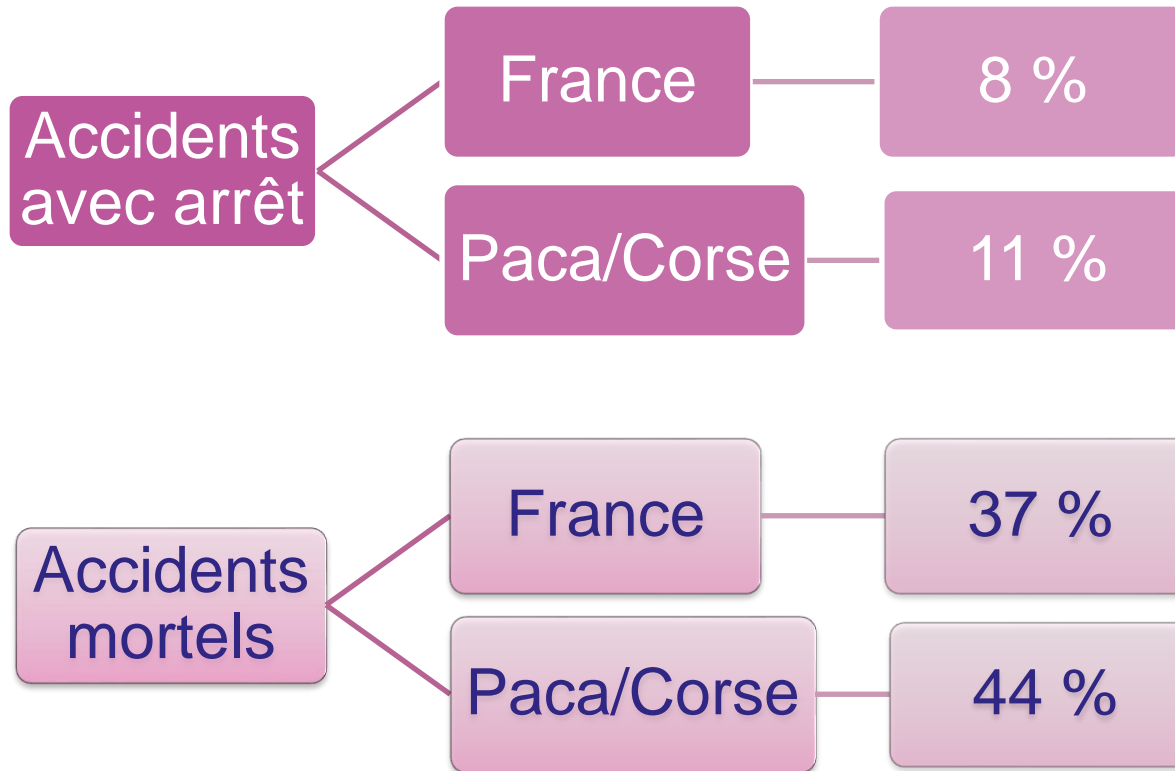 Accidents
avec arrêt
France
8 %
Paca/Corse
11 %
Accidents
mortels
France
37 %
Paca/Corse
44 %